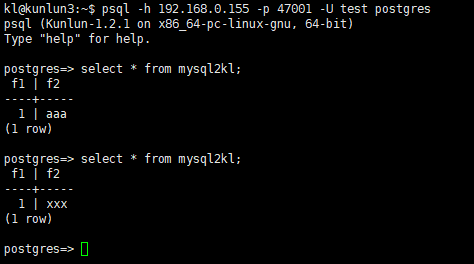 kl@kunlun3:~$ psql -h 192.168.0.155 -p 47001 -U test postgres
psql (Kunlun-1.2.1 on x86_64-pc-linux-gnu, 64-bit)
Type "help" for help.
postgres=> select * from mysql2kl;
f1 | f2
----+-----
1 | aaa
(1 row)
postgres=> select * from mysql2kl;
f1 | f2
----+-----
1 | xxx
(1 row)
postgres=>